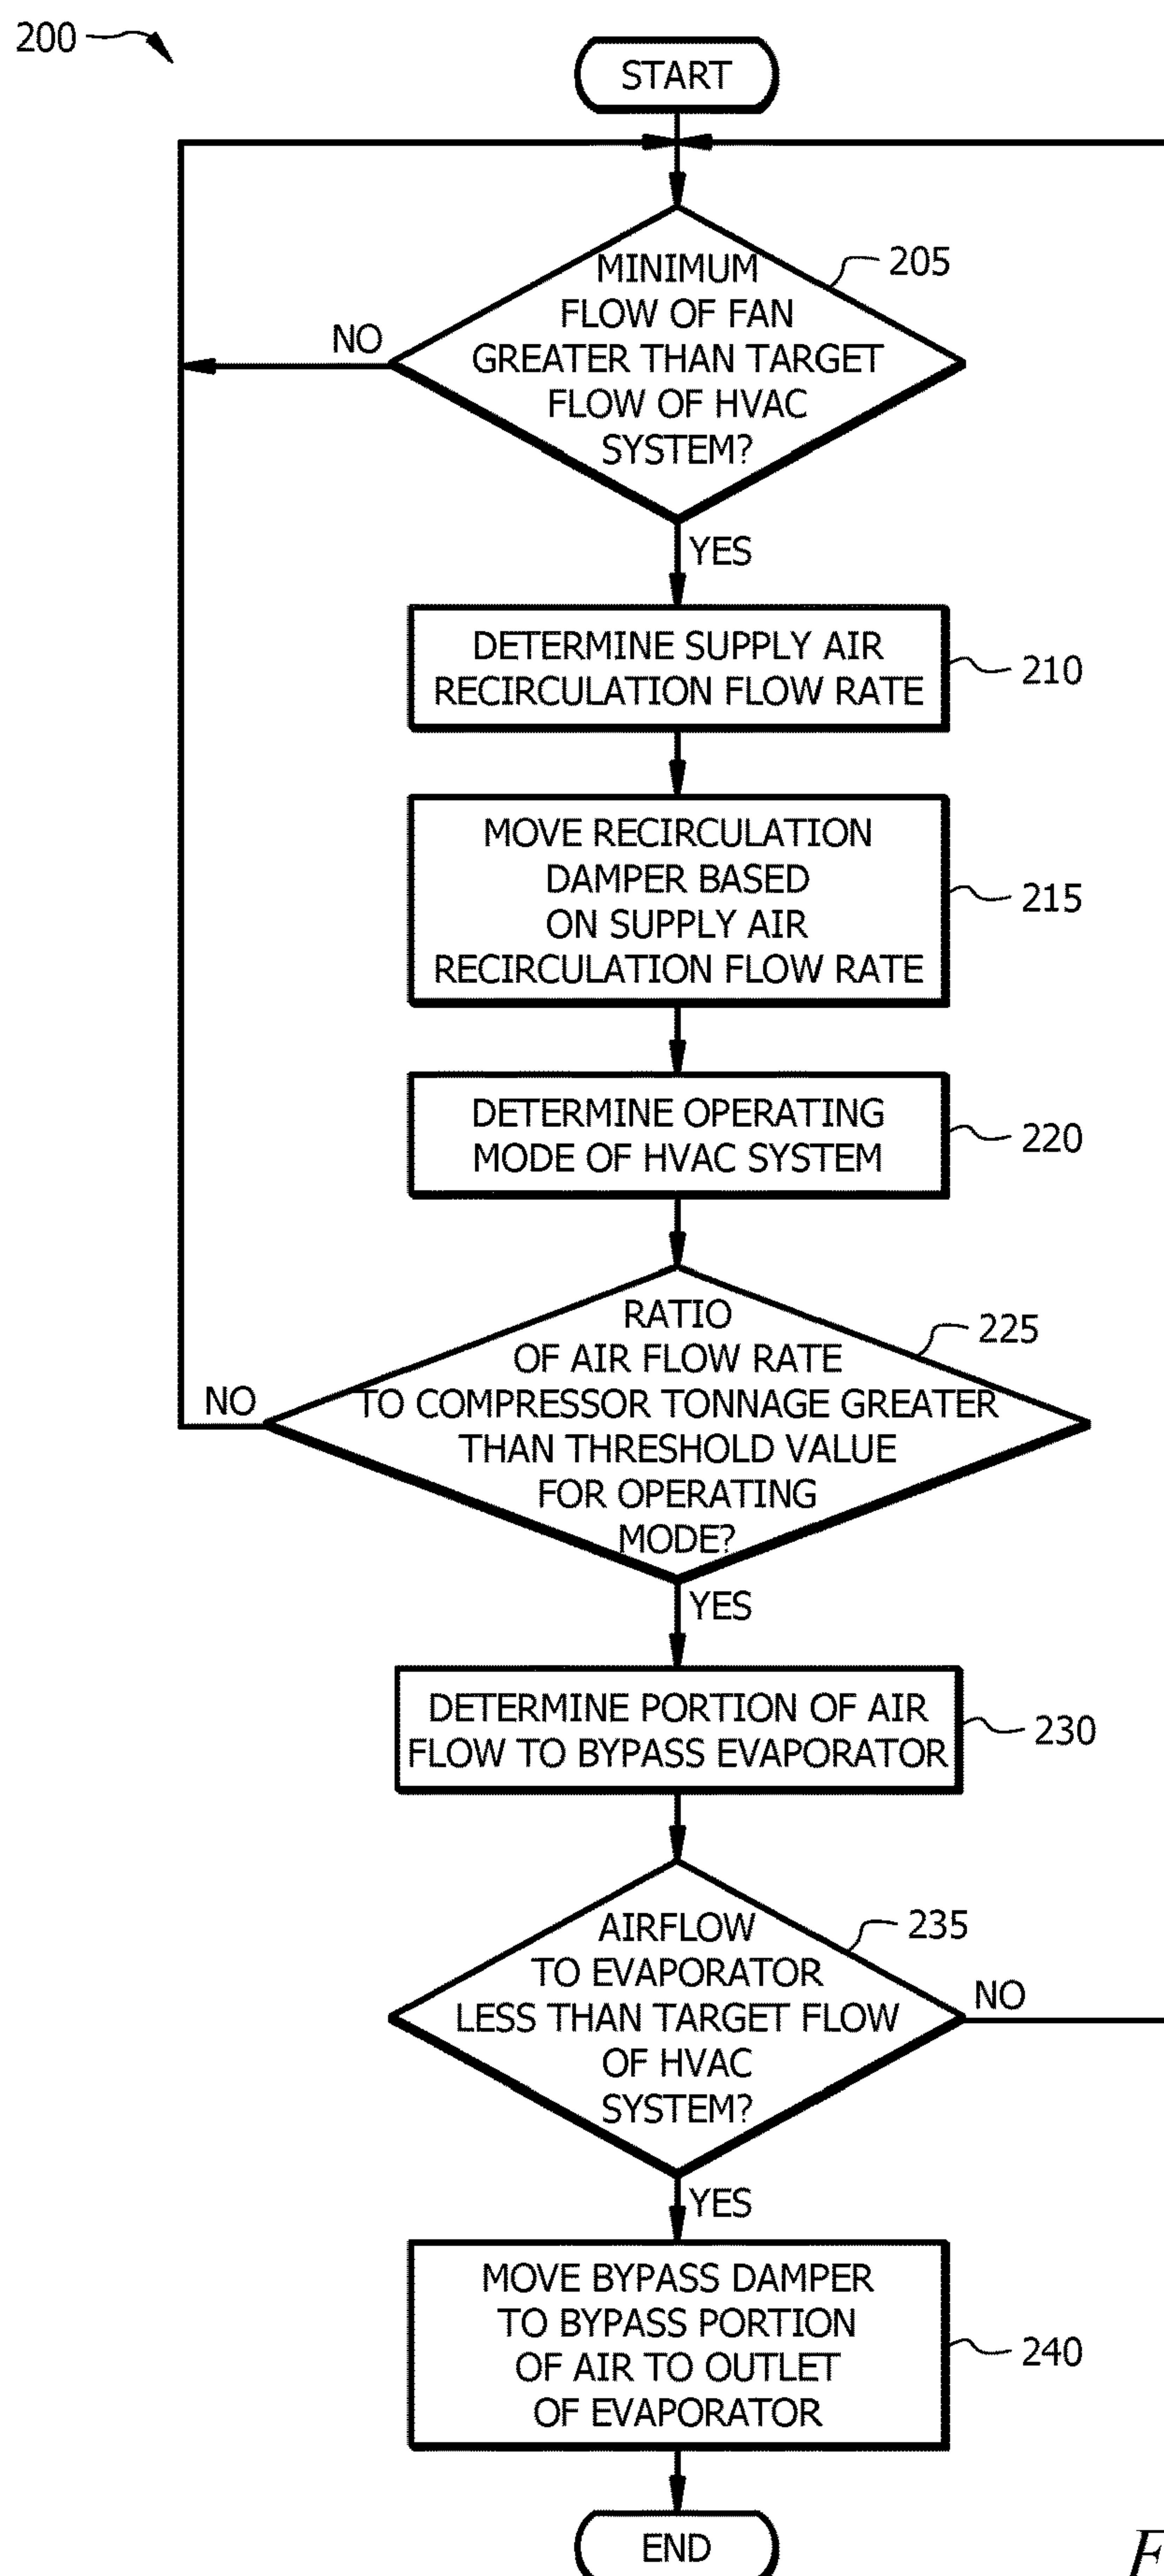 200
START
MINIMUM
FLOW OF FAN
GREATER THAN TARGET
FLOW OF HVAC
SYSTEM?
205
NO
YES
DETERMINE SUPPLY AIR
RECIRCULATION FLOW RATE
210
MOVE RECIRCULATION
DAMPER BASED
ON SUPPLY AIR
RECIRCULATION FLOW RATE
215
DETERMINE OPERATING
MODE OF HVAC SYSTEM
220
RATIO
OF AIR FLOW RATE
TO COMPRESSOR TONNAGE GREATER
THAN THRESHOLD VALUE
FOR OPERATING
MODE?
225
NO
YES
DETERMINE PORTION OF AIR
FLOW TO BYPASS EVAPORATOR
230
AIRFLOW
TO EVAPORATOR
LESS THAN TARGET FLOW
OF HVAC
SYSTEM?
235
NO
YES
MOVE BYPASS DAMPER
TO BYPASS PORTION
OF AIR TO OUTLET
OF EVAPORATOR
240
END